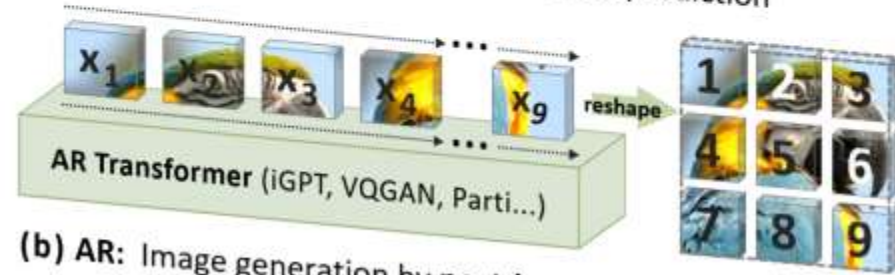 x1 x2 x3 x4 ... x9
reshape
1 2 3
4 5 6
7 8 9
AR Transformer (iGPT, VQGAN, Parti...)
(b) AR: Image generation by